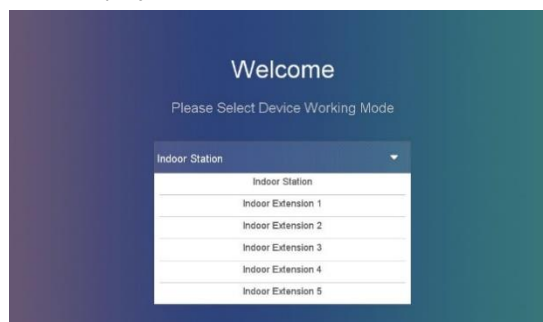 Welcome
Please Select Device Working Mode
Indoor Station
Indoor Station
Indoor Extension 1
Indoor Extension 2
Indoor Extension 3
Indoor Extension 4
Indoor Extension 5